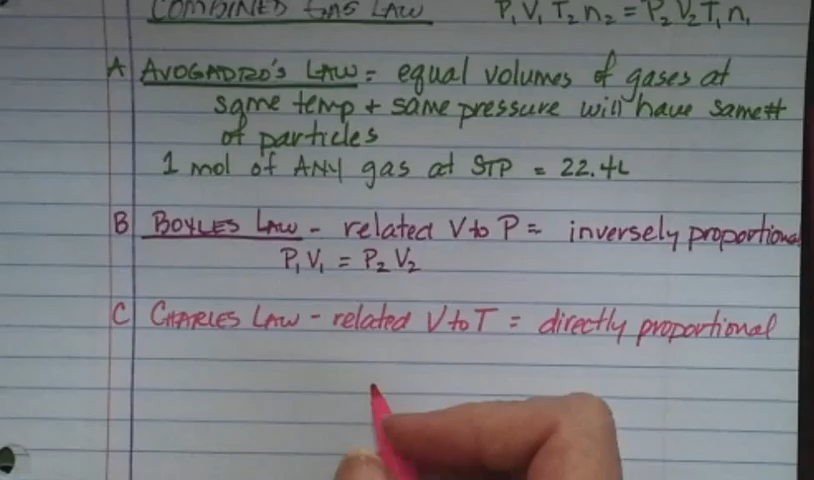 COMBINED GAS LAW P₁V₁T₂n₂ = P₂V₂T₁n₁
A AVOGADRO'S LAW = equal volumes of gases at
same temp + same pressure will have same #
of particles
1 mol of ANY gas at STP = 22.4L
B BOYLES LAW - related V to P = inversely proportional
P₁V₁ = P₂V₂
C CHARLES LAW - related V to T = directly proportional